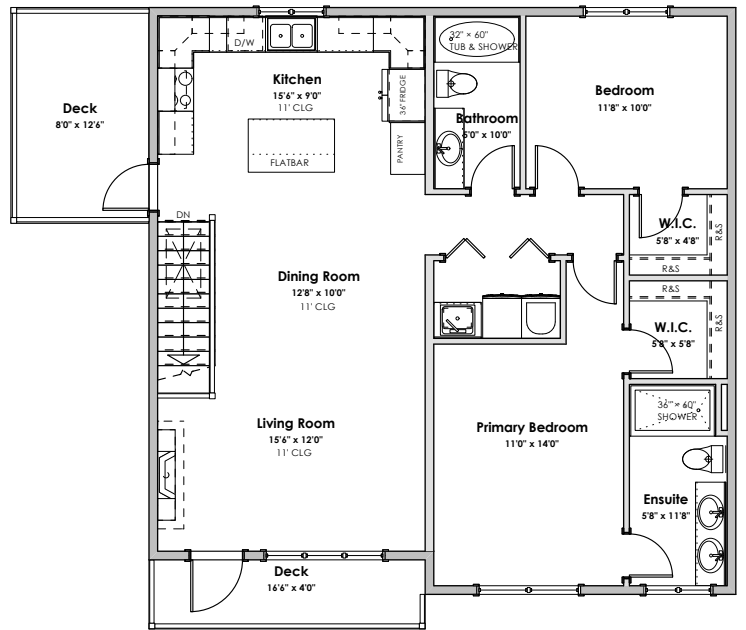 Deck
8'0" x 12'6"
D/W
Kitchen
15'6" x 9'0"
11' CLG
36" FRIDGE
PANTRY
FLATBAR
32" × 60"
TUB & SHOWER
Bathroom
5'0" x 10'0"
Bedroom
11'8" x 10'0"
DN
W.I.C.
5'8" x 4'8"
R&S
R&S
Dining Room
12'8" x 10'0"
11' CLG
R&S
R&S
W.I.C.
5'8" x 5'8"
Living Room
15'6" x 12'0"
11' CLG
Primary Bedroom
11'0" x 14'0"
36" × 60"
SHOWER
Ensuite
5'8" x 11'8"
Deck
16'6" x 4'0"